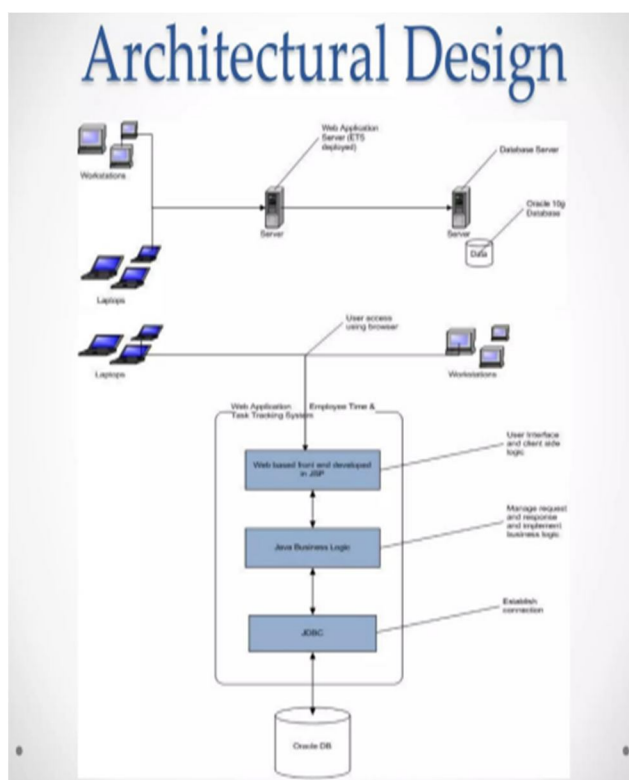 Architectural Design
Web Application
Server (ETS
deployed)
Database Server
Workstations
Oracle 10g
Database
Server
Server
Data
Laptops
User access
using browser
Laptops
Workstations
Web Application Employee Time &
Task Tracking System
User Interface
and client side
logic
Web based front end developed
in JSP
Manage request
and response
and implement
business logic
Java Business Logic
Establish
connection
JDBC
Oracle DB